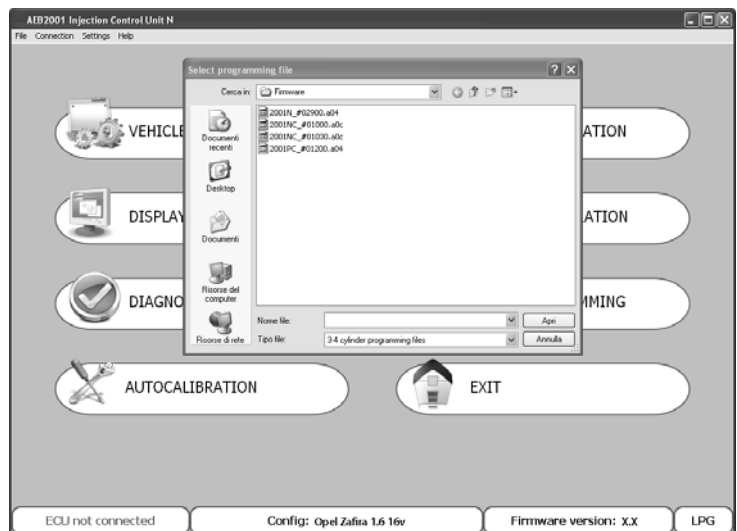 AEB2001 Injection Control Unit N
File Connection Settings Help
Select programming file
Cerca in: Firmware
2001N_#02900.a04
2001NC_#01000.a0c
2001NC_#01030.a0c
2001PC_#01200.a04
Documenti recenti
Desktop
Documenti
Risorse del computer
Risorse di rete
Nome file:
Apri
Tipo file: 3-4 cylinder programming files
Annulla
VEHICLE
ATION
DISPLAY
ATION
DIAGNO
MMING
AUTOCALIBRATION
EXIT
ECU not connected
Config: Opel Zafira 1.6 16v
Firmware version: X.X
LPG